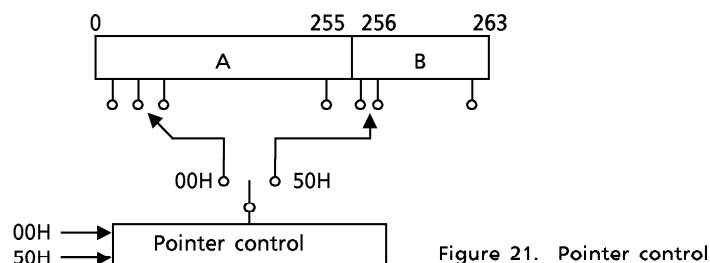 0 255 256 263
A B
00H 50H
00H
Pointer control
50H
Figure 21. Pointer control